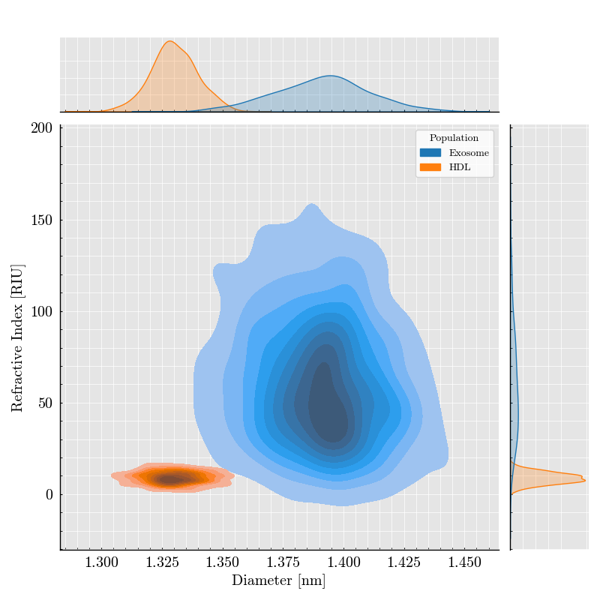 Population
Exosome
HDL
200
150
100
50
0
Refractive Index [RIU]
1.300 1.325 1.350 1.375 1.400 1.425 1.450
Diameter [nm]